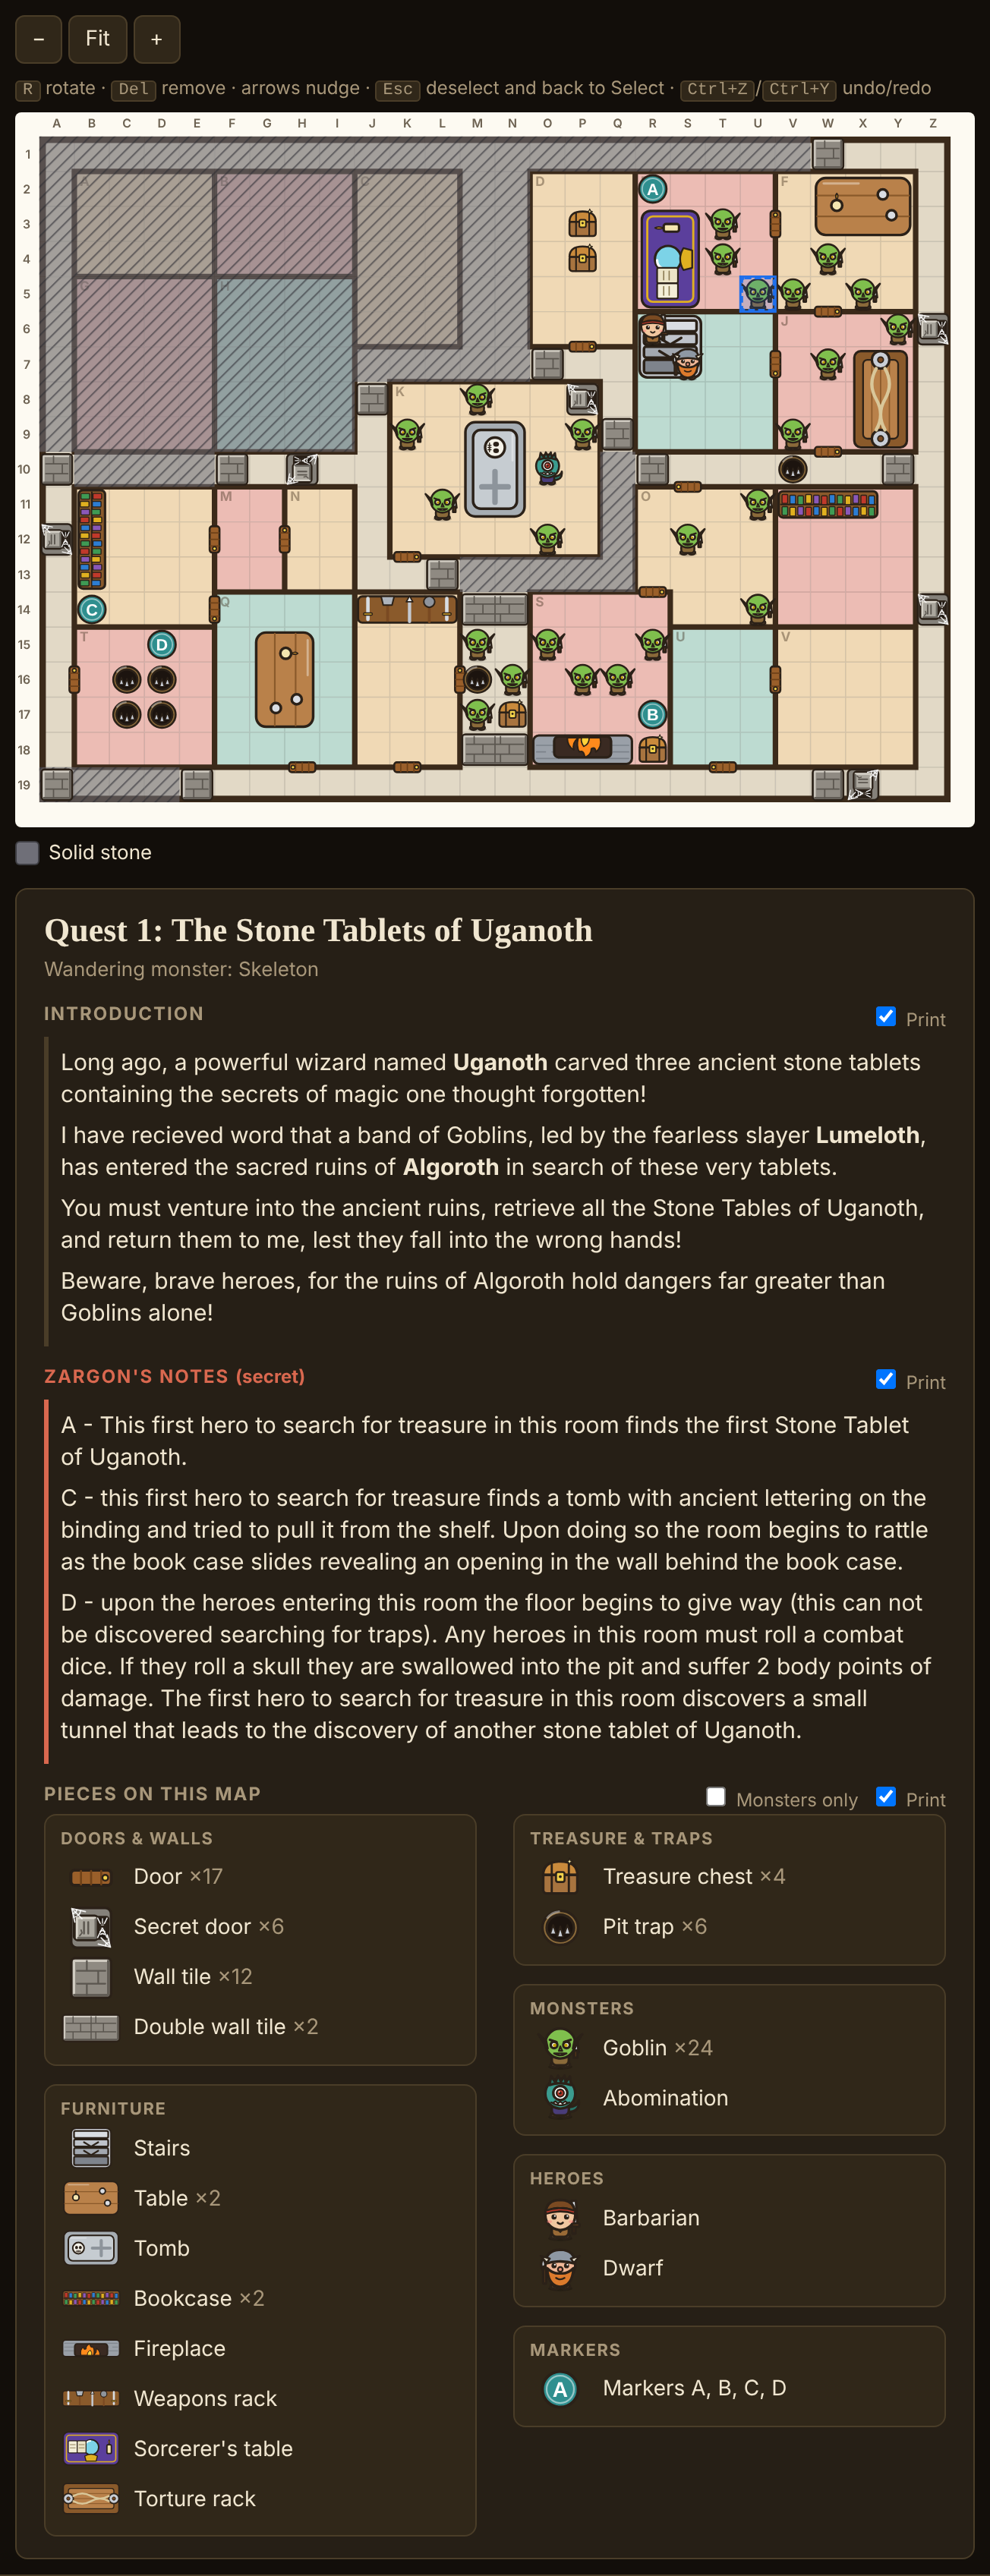 − Fit +
R rotate · Del remove · arrows nudge · Esc deselect and back to Select · Ctrl+Z/Ctrl+Y undo/redo
A B C D E F G H I J K L M N O P Q R S T U V W X Y Z
1
2 D A F
3
4
5
6 J
7
8 K
9
10
11 M N O
12
13
14 C Q S
15 T D U V
16
17 B
18
19
Solid stone
Quest 1: The Stone Tablets of Uganoth
Wandering monster: Skeleton
INTRODUCTION Print
Long ago, a powerful wizard named Uganoth carved three ancient stone tablets
containing the secrets of magic one thought forgotten!
I have recieved word that a band of Goblins, led by the fearless slayer Lumeloth,
has entered the sacred ruins of Algoroth in search of these very tablets.
You must venture into the ancient ruins, retrieve all the Stone Tables of Uganoth,
and return them to me, lest they fall into the wrong hands!
Beware, brave heroes, for the ruins of Algoroth hold dangers far greater than
Goblins alone!
ZARGON'S NOTES (secret) Print
A - This first hero to search for treasure in this room finds the first Stone Tablet
of Uganoth.
C - this first hero to search for treasure finds a tomb with ancient lettering on the
binding and tried to pull it from the shelf. Upon doing so the room begins to rattle
as the book case slides revealing an opening in the wall behind the book case.
D - upon the heroes entering this room the floor begins to give way (this can not
be discovered searching for traps). Any heroes in this room must roll a combat
dice. If they roll a skull they are swallowed into the pit and suffer 2 body points of
damage. The first hero to search for treasure in this room discovers a small
tunnel that leads to the discovery of another stone tablet of Uganoth.
PIECES ON THIS MAP Monsters only Print
DOORS & WALLS
Door ×17
Secret door ×6
Wall tile ×12
Double wall tile ×2
FURNITURE
Stairs
Table ×2
Tomb
Bookcase ×2
Fireplace
Weapons rack
Sorcerer's table
Torture rack
TREASURE & TRAPS
Treasure chest ×4
Pit trap ×6
MONSTERS
Goblin ×24
Abomination
HEROES
Barbarian
Dwarf
MARKERS
A Markers A, B, C, D